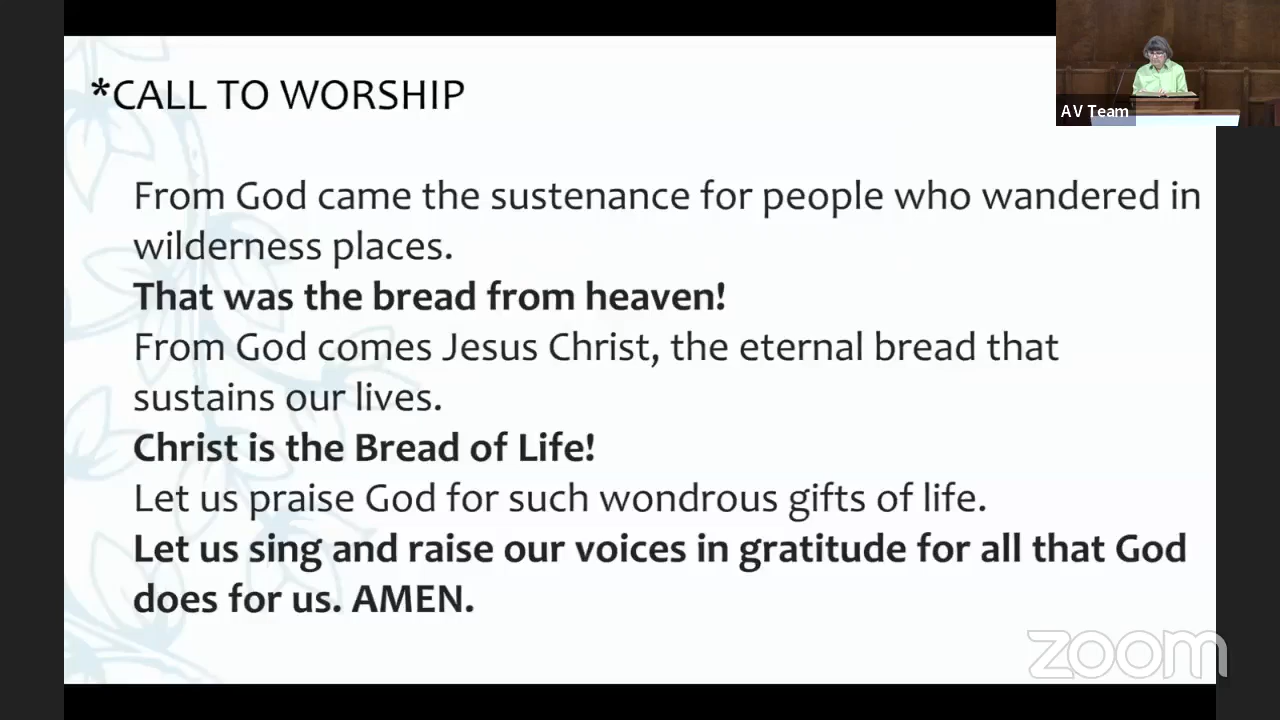 *CALL TO WORSHIP
AV Team
From God came the sustenance for people who wandered in
wilderness places.
That was the bread from heaven!
From God comes Jesus Christ, the eternal bread that
sustains our lives.
Christ is the Bread of Life!
Let us praise God for such wondrous gifts of life.
Let us sing and raise our voices in gratitude for all that God
does for us. AMEN.
zoom